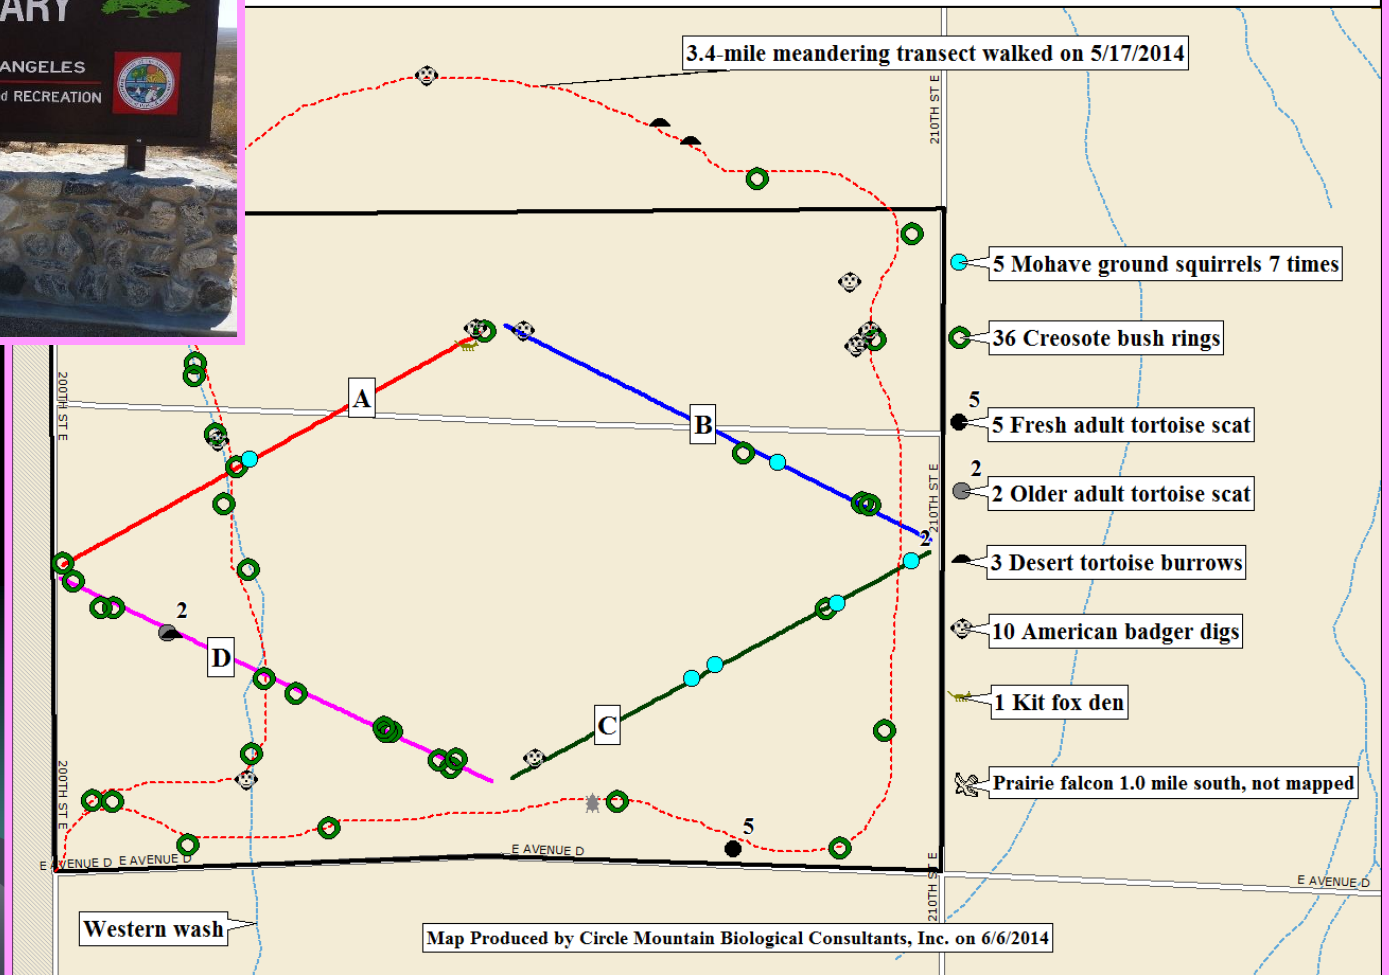 ARY
ANGELES
d RECREATION
3.4-mile meandering transect walked on 5/17/2014
210TH ST E
5 Mohave ground squirrels 7 times
36 Creosote bush rings
200TH ST E
A
B
5
5 Fresh adult tortoise scat
2
2 Older adult tortoise scat
210TH ST E
2
3 Desert tortoise burrows
2
D
10 American badger digs
C
1 Kit fox den
200TH ST E
Prairie falcon 1.0 mile south, not mapped
5
E AVENUE D
E AVENUE D
E AVENUE D
210TH ST E
E AVENUE D
Western wash
Map Produced by Circle Mountain Biological Consultants, Inc. on 6/6/2014